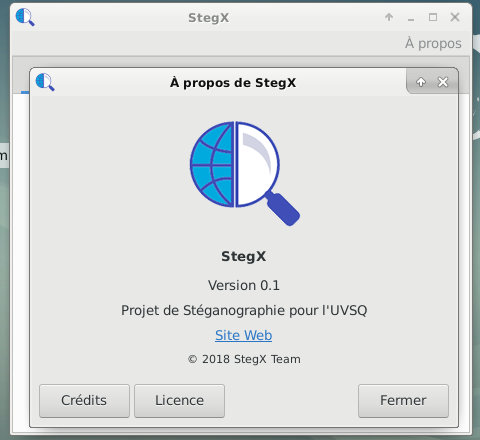 StegX
À propos
À propos de StegX
m
StegX
Version 0.1
Projet de Stéganographie pour l'UVSQ
Site Web
© 2018 StegX Team
Crédits
Licence
Fermer